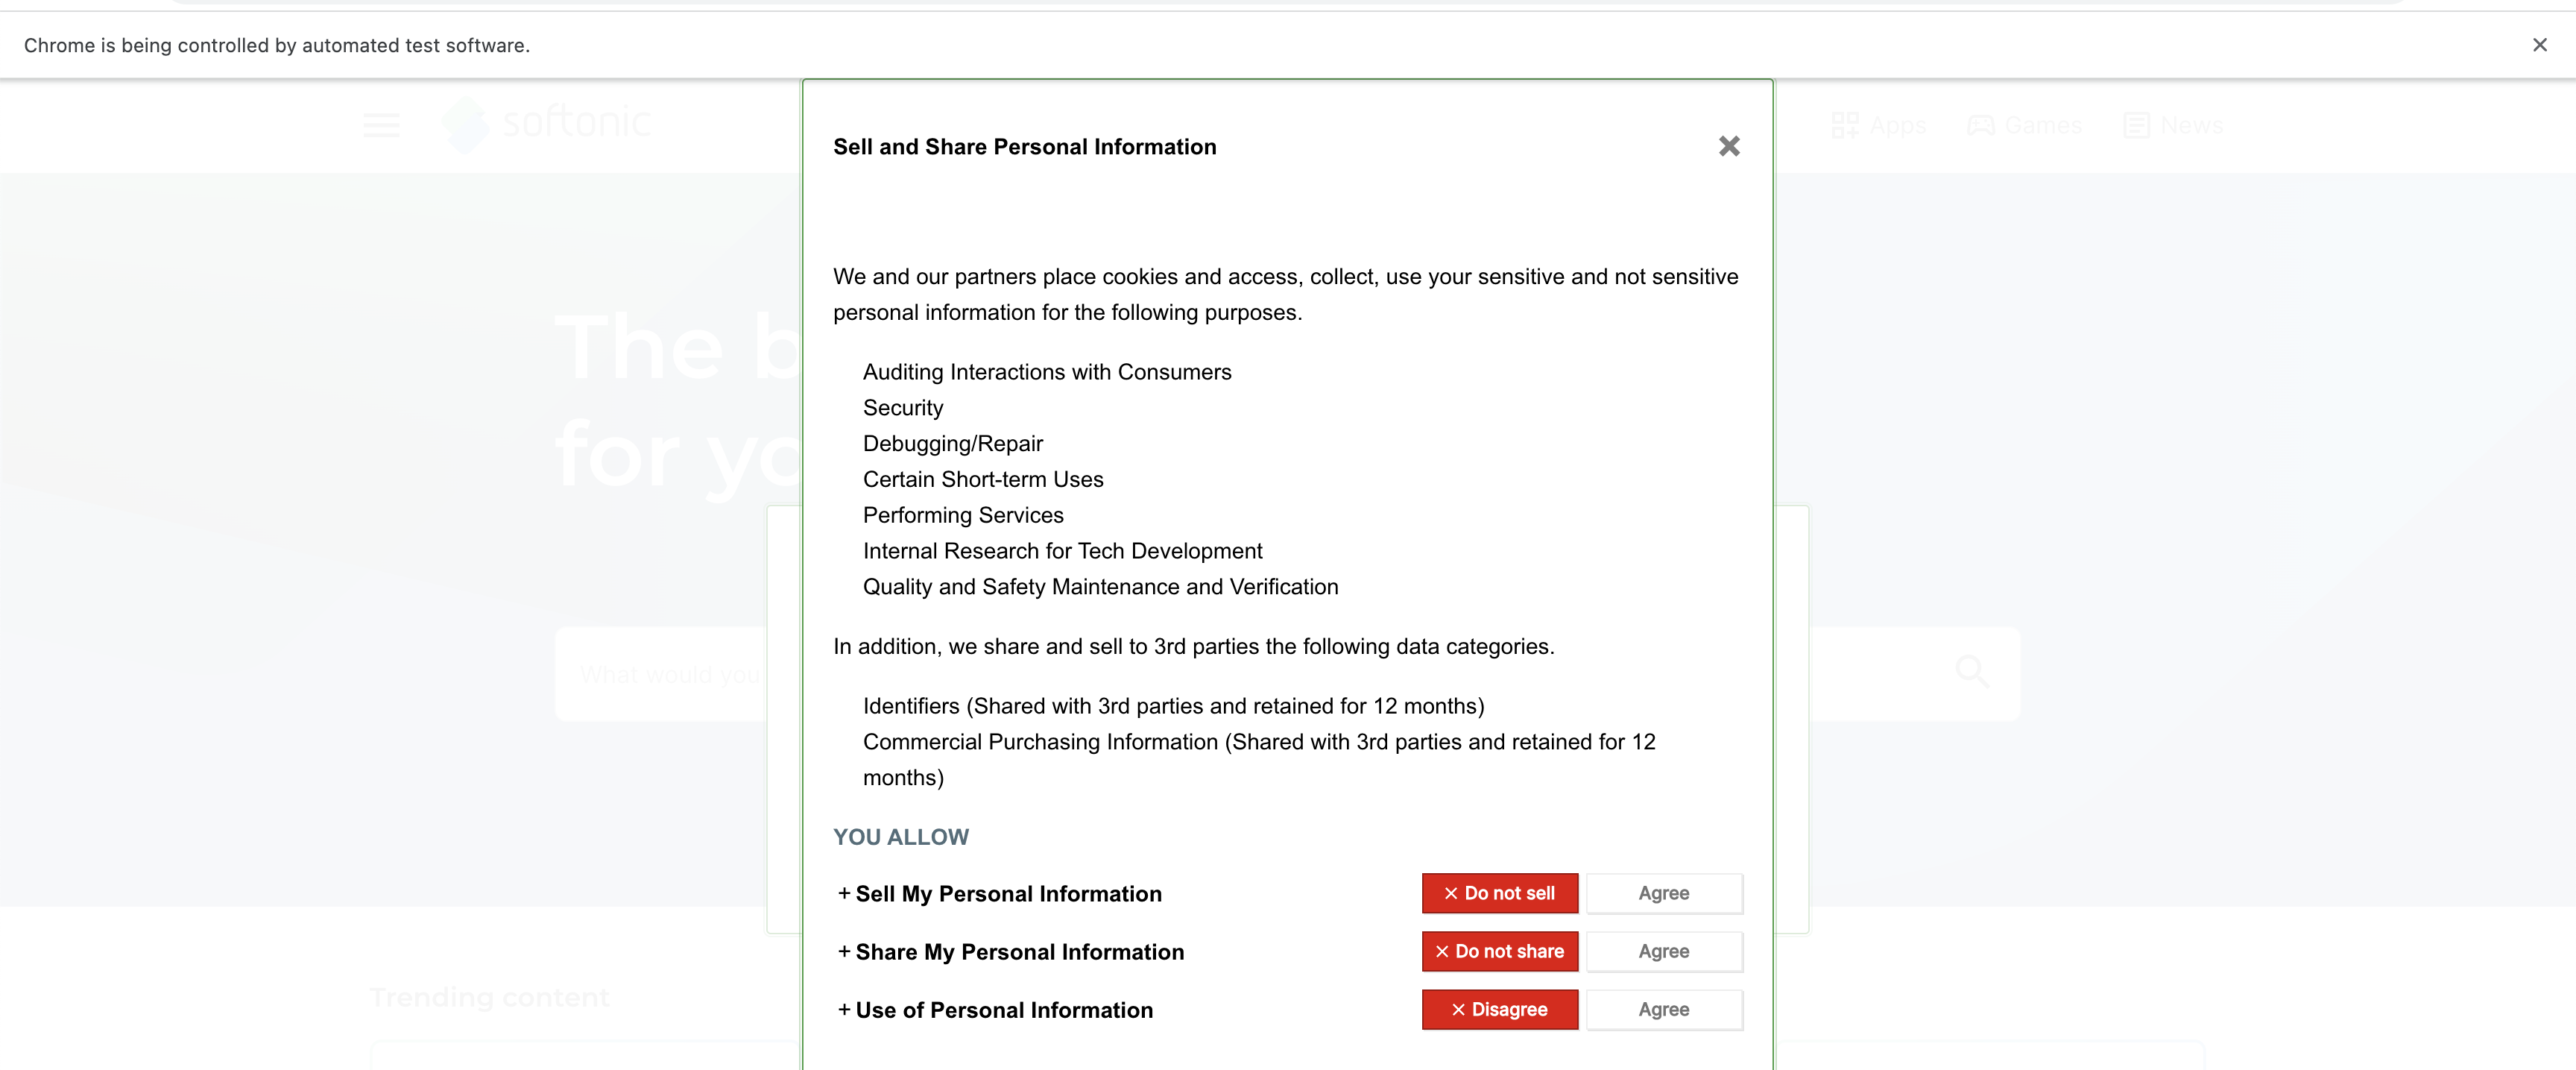 Chrome is being controlled by automated test software.
softonic
Apps
Games
News
Sell and Share Personal Information
The b
for yo
What would you
We and our partners place cookies and access, collect, use your sensitive and not sensitive
personal information for the following purposes.
Auditing Interactions with Consumers
Security
Debugging/Repair
Certain Short-term Uses
Performing Services
Internal Research for Tech Development
Quality and Safety Maintenance and Verification
In addition, we share and sell to 3rd parties the following data categories.
Identifiers (Shared with 3rd parties and retained for 12 months)
Commercial Purchasing Information (Shared with 3rd parties and retained for 12
months)
YOU ALLOW
+ Sell My Personal Information
× Do not sell
Agree
+ Share My Personal Information
× Do not share
Agree
+ Use of Personal Information
× Disagree
Agree
Trending content